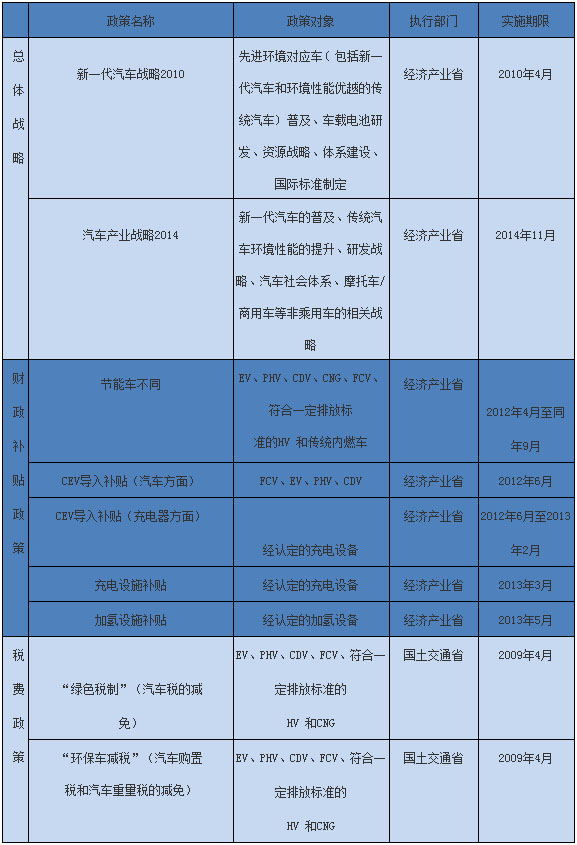 政策名称 政策对象 执行部门 实施期限
总体战略
新一代汽车战略2010
先进环境对应车（ 包括新一
代汽车和环境性能优越的传
统汽车）普及、车载电池研
发、资源战略、体系建设、
国际标准制定
经济产业省
2010年4月
汽车产业战略2014
新一代汽车的普及、传统汽
车环境性能的提升、研发战
略、汽车社会体系、摩托车/
商用车等非乘用车的相关战
略
经济产业省
2014年11月
财政补贴政策
节能车不同
EV、PHV、CDV、CNG、FCV、
符合一定排放标
准的HV 和传统内燃车
经济产业省
2012年4月至同
年9月
CEV导入补贴（汽车方面）
FCV、EV、PHV、CDV
经济产业省
2012年6月
CEV导入补贴（充电器方面）
经认定的充电设备
经济产业省
2012年6月至2013
年2月
充电设施补贴
经认定的充电设备
经济产业省
2013年3月
加氢设施补贴
经认定的加氢设备
经济产业省
2013年5月
税费政策
“绿色税制”（汽车税的减
免）
EV、PHV、CDV、FCV、符合一
定排放标准的
HV 和CNG
国土交通省
2009年4月
“环保车减税”（汽车购置
税和汽车重量税的减免）
EV、PHV、CDV、FCV、符合一
定排放标准的
HV 和CNG
国土交通省
2009年4月